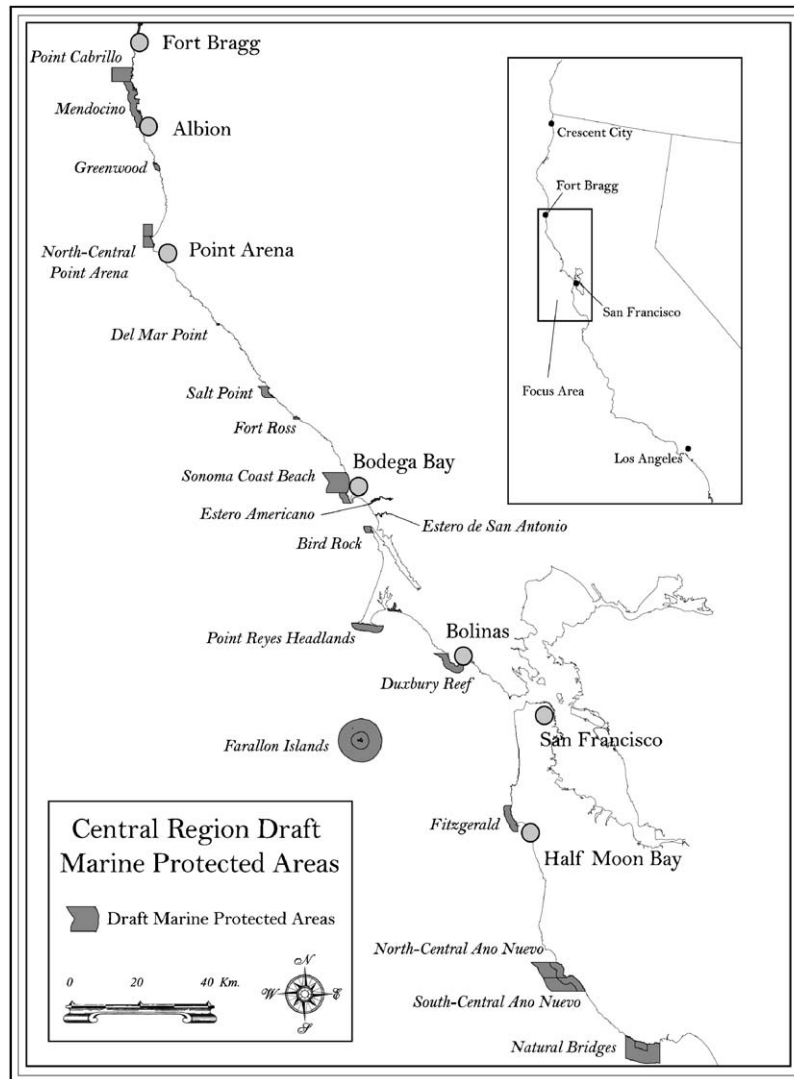 Fort Bragg
Point Cabrillo
Mendocino
Albion
Greenwood
North-Central
Point Arena
Point Arena
Del Mar Point
Salt Point
Fort Ross
Bodega Bay
Sonoma Coast Beach
Estero Americano
Estero de San Antonio
Bird Rock
Point Reyes Headlands
Bolinas
Duxbury Reef
San Francisco
Farallon Islands
Fitzgerald
Half Moon Bay
North-Central Ano Nuevo
South-Central Ano Nuevo
Natural Bridges
Crescent City
Fort Bragg
San Francisco
Focus Area
Los Angeles
Central Region Draft
Marine Protected Areas
Draft Marine Protected Areas
0 20 40 Km.
N
W E
S